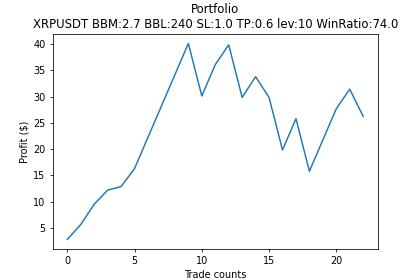 Portfolio
XRPUSDT BBM:2.7 BBL:240 SL:1.0 TP:0.6 lev:10 WinRatio:74.0
40
35
30
25
20
15
10
5
Profit ($)
0 5 10 15 20
Trade counts